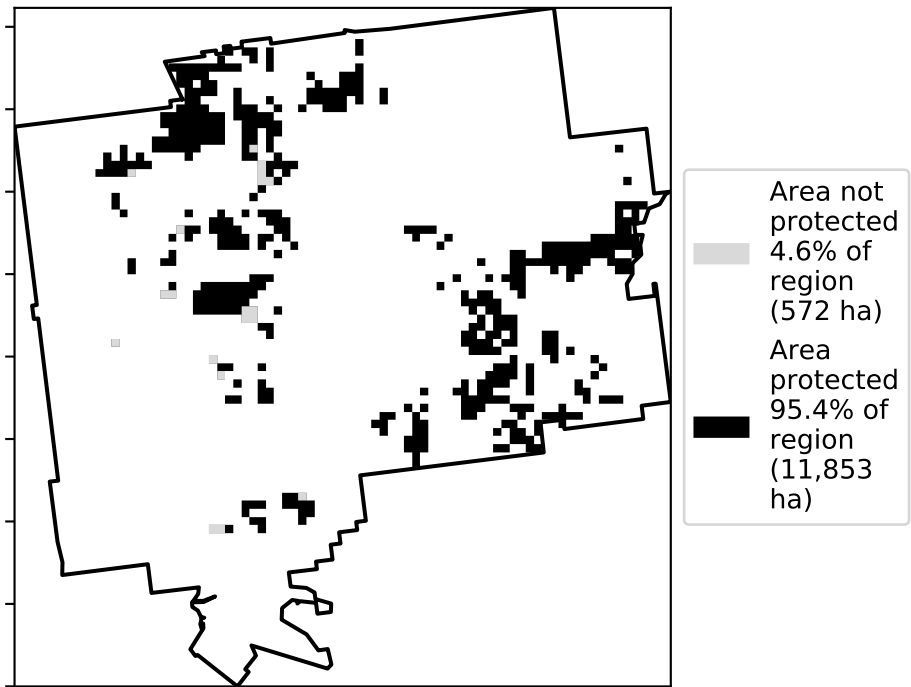 Area not
protected
4.6% of
region
(572 ha)
Area
protected
95.4% of
region
(11,853
ha)